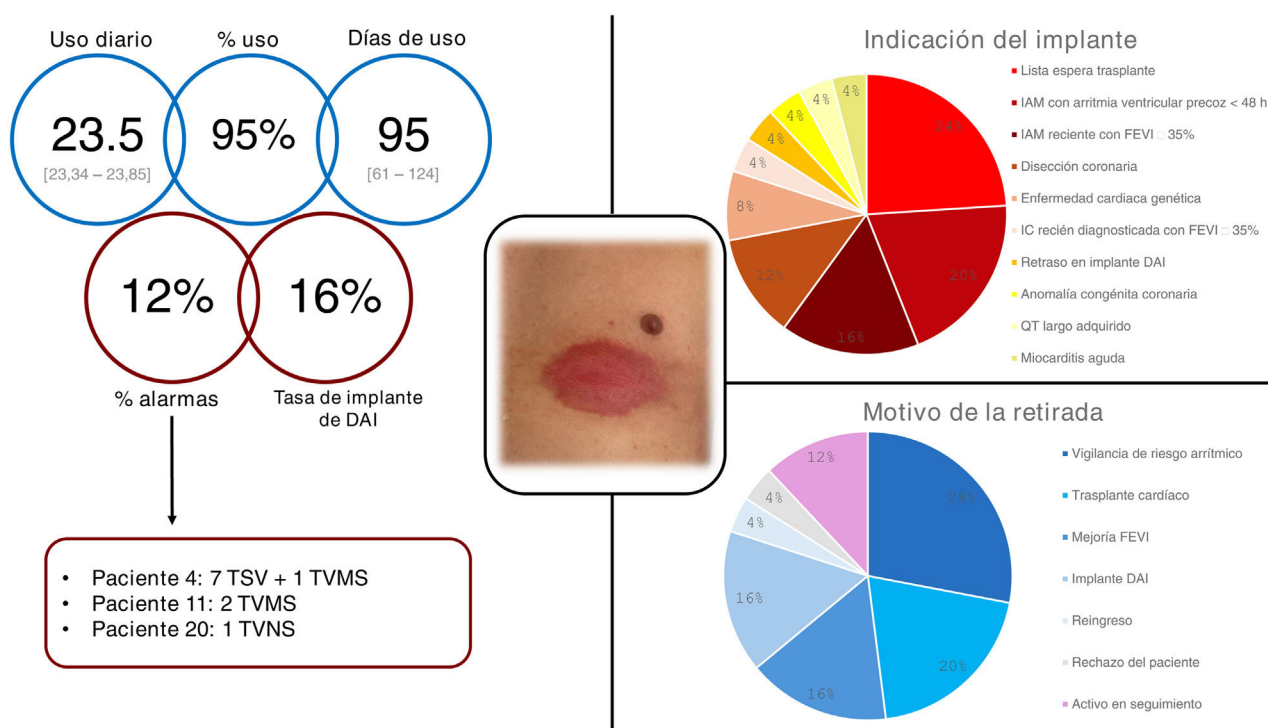 Uso diario
% uso
Días de uso
23.5
[23,34 – 23,85]
95%
95
[61 – 124]
12%
16%
% alarmas
Tasa de implante
de DAI
• Paciente 4: 7 TSV + 1 TVMS
• Paciente 11: 2 TVMS
• Paciente 20: 1 TVNS
Indicación del implante
24%
20%
16%
12%
8%
4%
4%
4%
4%
4%
Lista espera trasplante
IAM con arritmia ventricular precoz < 48 h
IAM reciente con FEVI □ 35%
Disección coronaria
Enfermedad cardiaca genética
IC recién diagnosticada con FEVI □ 35%
Retraso en implante DAI
Anomalía congénita coronaria
QT largo adquirido
Miocarditis aguda
Motivo de la retirada
28%
20%
16%
16%
4%
4%
12%
Vigilancia de riesgo arrítmico
Trasplante cardíaco
Mejoría FEVI
Implante DAI
Reingreso
Rechazo del paciente
Activo en seguimiento